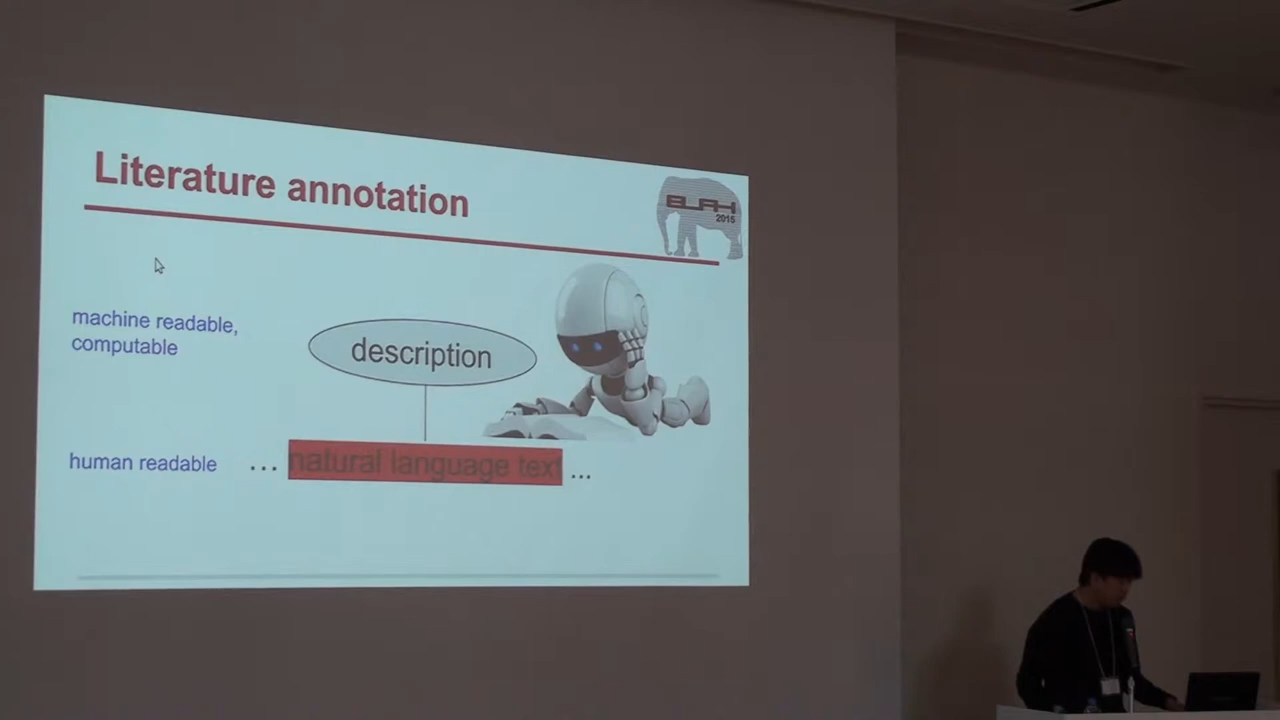 Literature annotation
BLAH
2015
machine readable,
computable
description
human readable
... natural language text ...